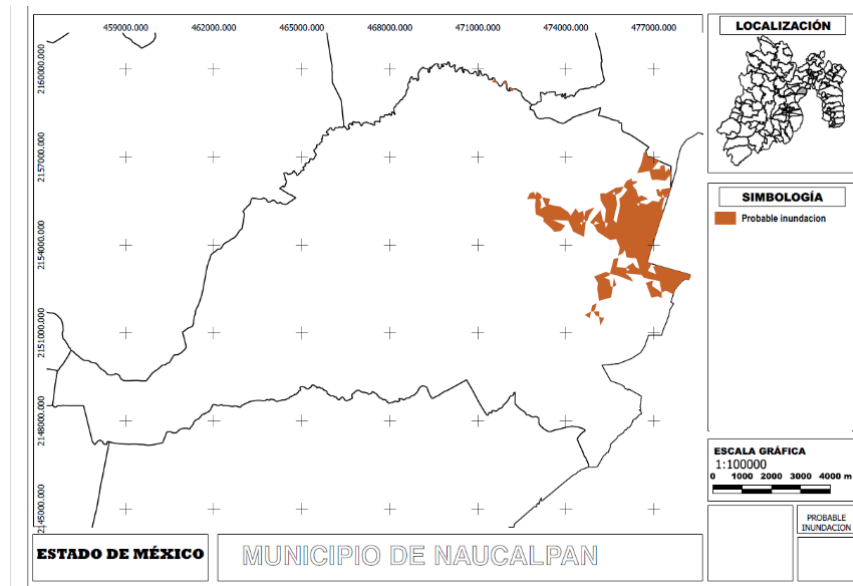 459000.000 462000.000 465000.000 468000.000 471000.000 474000.000 477000.000
2160000.000
2157000.000
2154000.000
2151000.000
2148000.000
2145000.000
LOCALIZACIÓN
SIMBOLOGÍA
Probable inundacion
ESCALA GRÁFICA
1:100000
0 1000 2000 3000 4000 m
PROBABLE
INUNDACION
ESTADO DE MÉXICO
MUNICIPIO DE NAUCALPAN